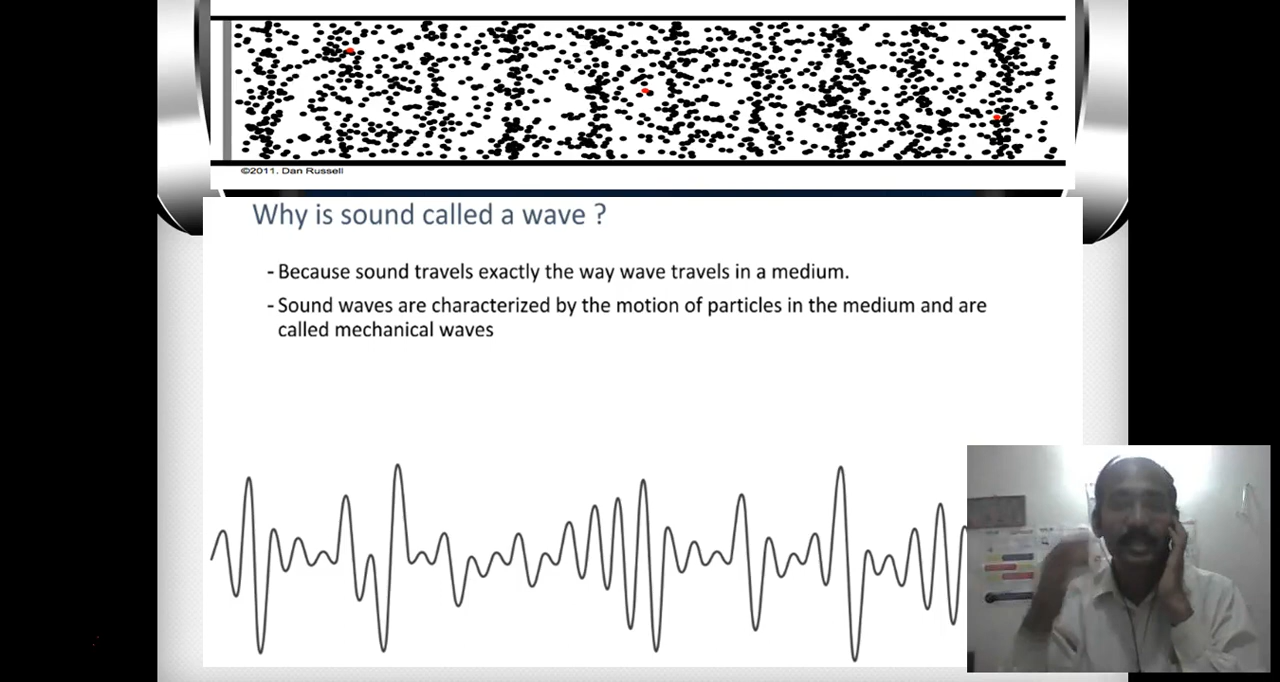 ©2011. Dan Russell
Why is sound called a wave ?
- Because sound travels exactly the way wave travels in a medium.
- Sound waves are characterized by the motion of particles in the medium and are
called mechanical waves